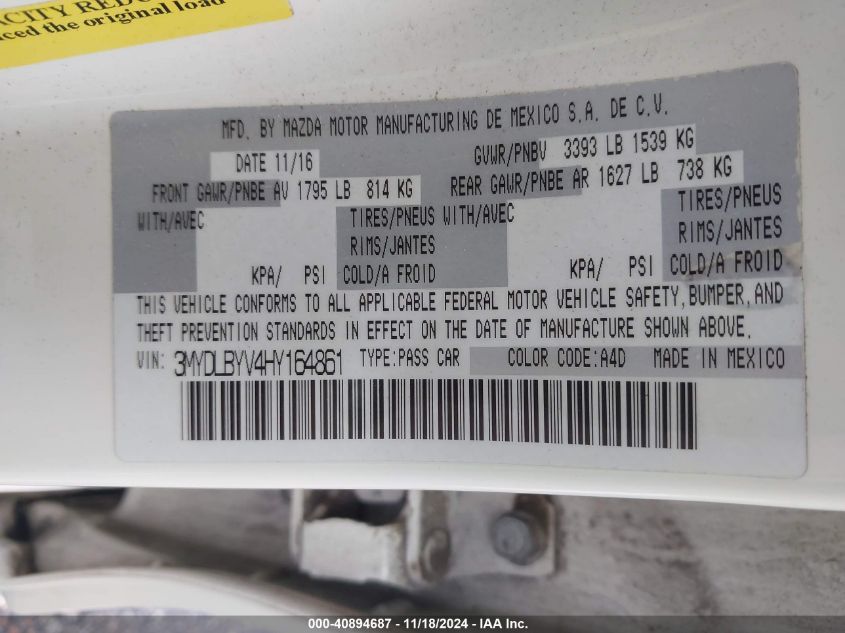 ACITY REDU
ced the original load
MFD. BY MAZDA MOTOR MANUFACTURING DE MEXICO S.A. DE C.V.
DATE 11/16 GVWR/PNBV 3393 LB 1539 KG
FRONT GAWR/PNBE AV 1795 LB 814 KG REAR GAWR/PNBE AR 1627 LB 738 KG
WITH/AVEC TIRES/PNEUS WITH/AVEC TIRES/PNEUS
RIMS/JANTES RIMS/JANTES
KPA/ PSI COLD/A FROID KPA/ PSI COLD/A FROID
THIS VEHICLE CONFORMS TO ALL APPLICABLE FEDERAL MOTOR VEHICLE SAFETY, BUMPER, AND
THEFT PREVENTION STANDARDS IN EFFECT ON THE DATE OF MANUFACTURE SHOWN ABOVE.
VIN: 3MYDLBYV4HY164861 TYPE:PASS CAR COLOR CODE:A4D MADE IN MEXICO
000-40894687 - 11/18/2024 - IAA Inc.